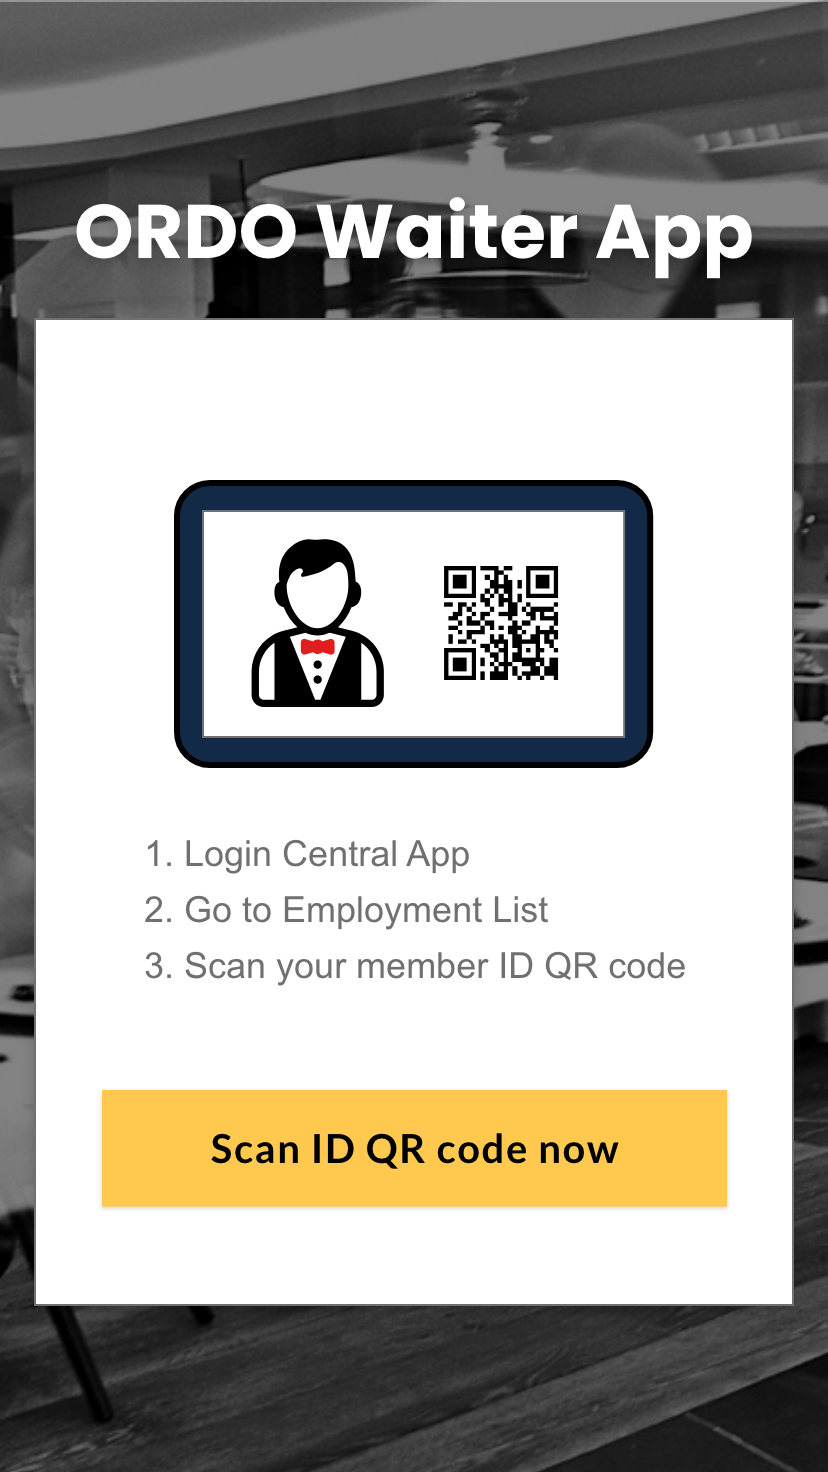 ORDO Waiter App
1. Login Central App
2. Go to Employment List
3. Scan your member ID QR code
Scan ID QR code now